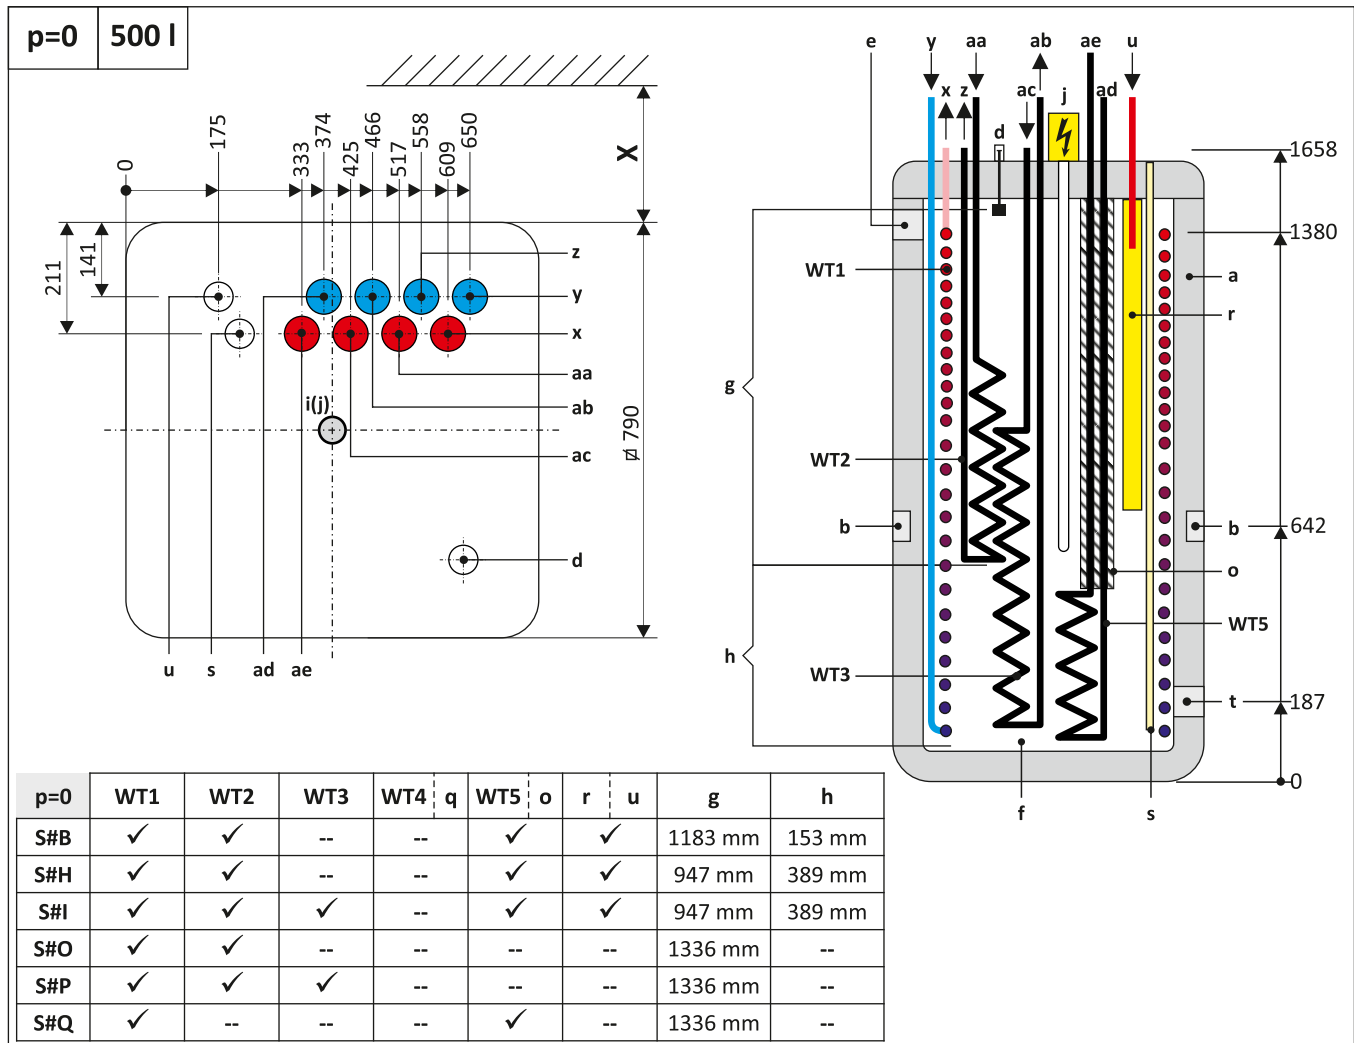 p=0 500 l
0
175
333
374
425
466
517
558
609
650
X
141
211
z
y
x
aa
ab
ac
i(j)
⌀ 790
d
u s ad ae
e y aa ab ae u
x z ac j ad
d
1658
1380
WT1
a
r
g
WT2
b
b
642
o
WT5
h
WT3
t
187
0
f s
p=0 WT1 WT2 WT3 WT4 q WT5 o r u g h
S#B ✓ ✓ -- -- ✓ ✓ 1183 mm 153 mm
S#H ✓ ✓ -- -- ✓ ✓ 947 mm 389 mm
S#I ✓ ✓ ✓ -- ✓ ✓ 947 mm 389 mm
S#O ✓ ✓ -- -- -- -- 1336 mm --
S#P ✓ ✓ ✓ -- -- -- 1336 mm --
S#Q ✓ -- -- -- ✓ -- 1336 mm --